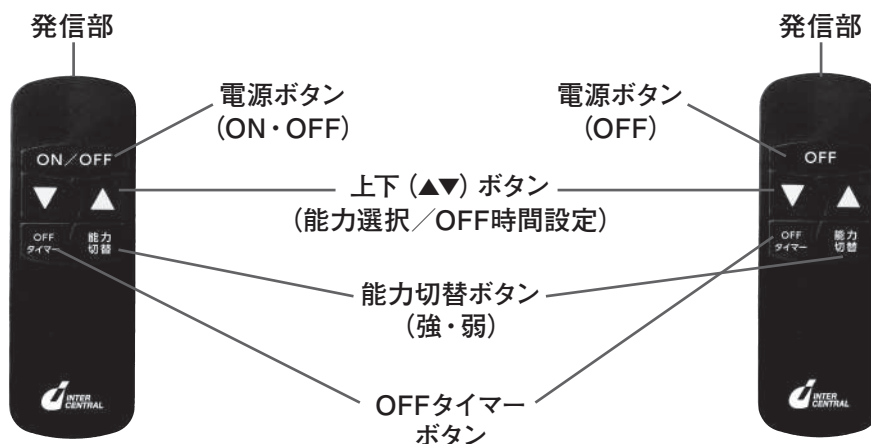 発信部
発信部
電源ボタン
(ON・OFF)
電源ボタン
(OFF)
ON／OFF
OFF
▼ ▲
▼ ▲
上下（▲▼）ボタン
（能力選択／OFF時間設定）
OFF
タイマー
能力
切替
OFF
タイマー
能力
切替
能力切替ボタン
（強・弱）
INTER
CENTRAL
INTER
CENTRAL
OFFタイマー
ボタン